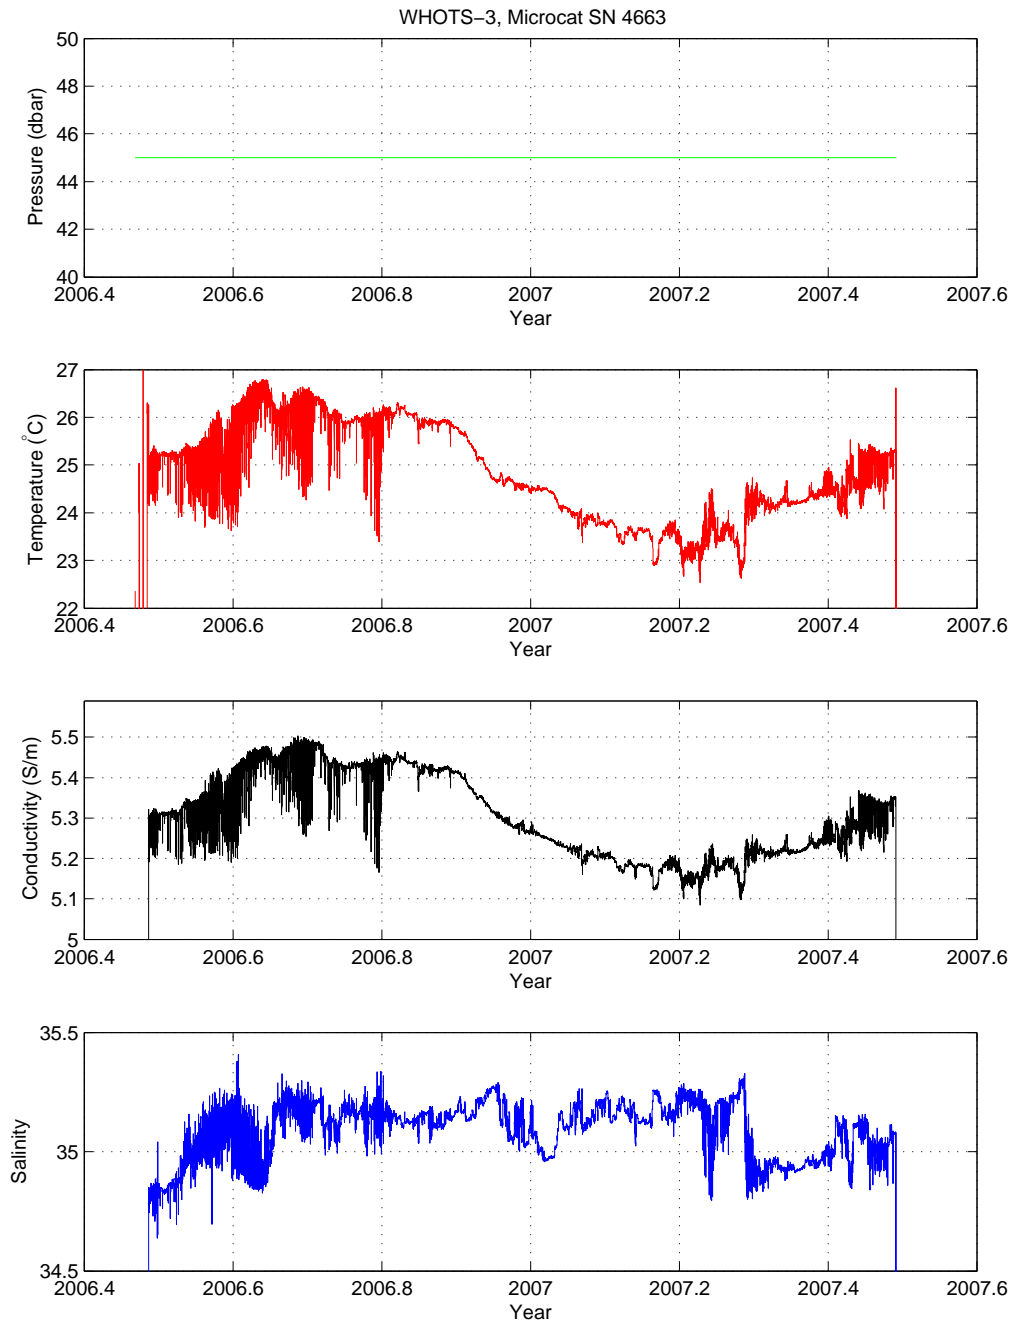 WHOTS−3, Microcat SN 4663
50
48
46
44
42
40
Pressure (dbar)
2006.4 2006.6 2006.8 2007 2007.2 2007.4 2007.6
Year
27
26
25
24
23
22
Temperature (°C)
2006.4 2006.6 2006.8 2007 2007.2 2007.4 2007.6
Year
5.5
5.4
5.3
5.2
5.1
5
Conductivity (S/m)
2006.4 2006.6 2006.8 2007 2007.2 2007.4 2007.6
Year
35.5
35
34.5
Salinity
2006.4 2006.6 2006.8 2007 2007.2 2007.4 2007.6
Year